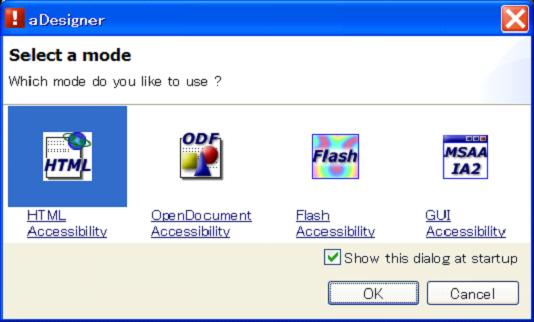 aDesigner
Select a mode
Which mode do you like to use ?
HTML
ODF
Flash
MSAA
IA2
HTML
Accessibility
OpenDocument
Accessibility
Flash
Accessibility
GUI
Accessibility
Show this dialog at startup
OK
Cancel